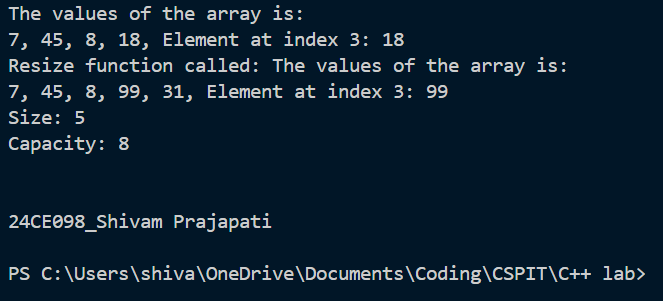 The values of the array is:
7, 45, 8, 18, Element at index 3: 18
Resize function called: The values of the array is:
7, 45, 8, 99, 31, Element at index 3: 99
Size: 5
Capacity: 8
24CE098_Shivam Prajapati
PS C:\Users\shiva\OneDrive\Documents\Coding\CSPIT\C++ lab>